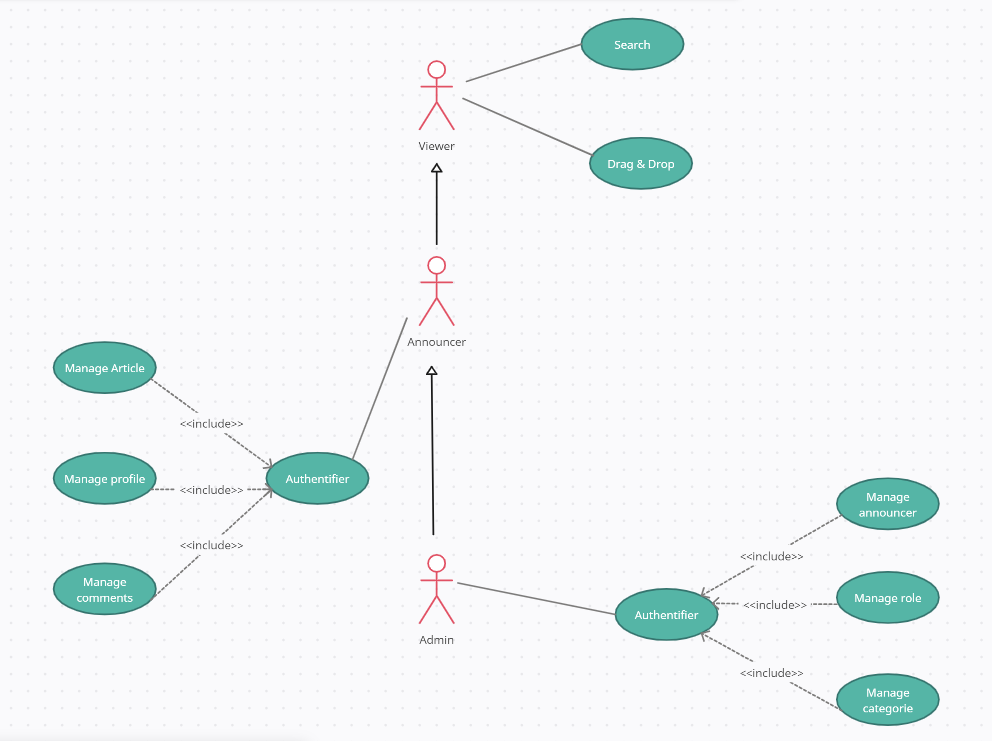 Search
Viewer
Drag & Drop
Announcer
Manage Article
<<include>>
Manage profile
<<include>>
Authentifier
<<include>>
Manage
comments
Admin
Manage
announcer
<<include>>
Authentifier
<<include>>
Manage role
<<include>>
Manage
categorie